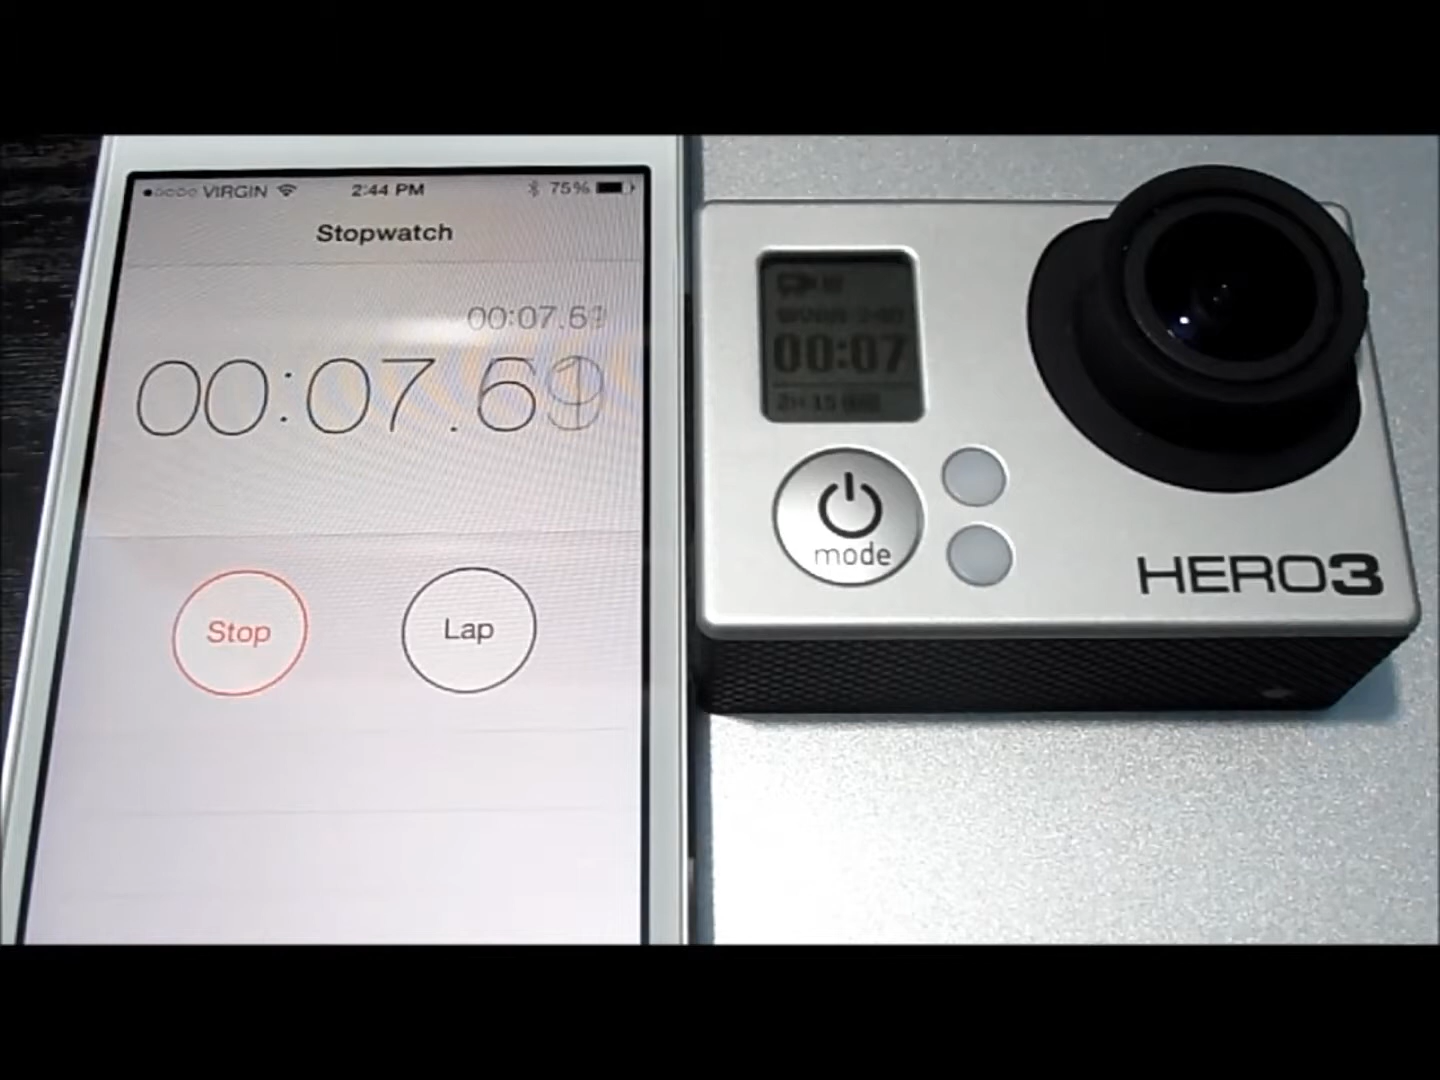 VIRGIN 2:44 PM 75%
Stopwatch
00:07.69
00:07.69
Stop
Lap
00:07
mode
HERO3